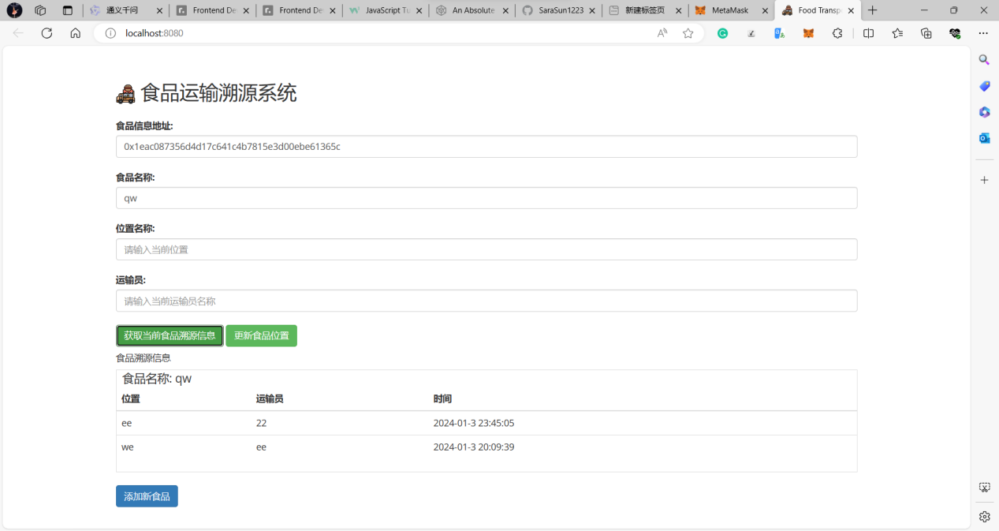 通义千问
Frontend De
Frontend De
JavaScript Tu
An Absolute
SaraSun1223
新建标签页
MetaMask
Food Transp
localhost:8080
食品运输溯源系统
食品信息地址:
0x1eac087356d4d17c641c4b7815e3d00ebe61365c
食品名称:
qw
位置名称:
请输入当前位置
运输员:
请输入当前运输员名称
获取当前食品溯源信息 更新食品位置
食品溯源信息
食品名称: qw
位置 运输员 时间
ee 22 2024-01-3 23:45:05
we ee 2024-01-3 20:09:39
添加新食品